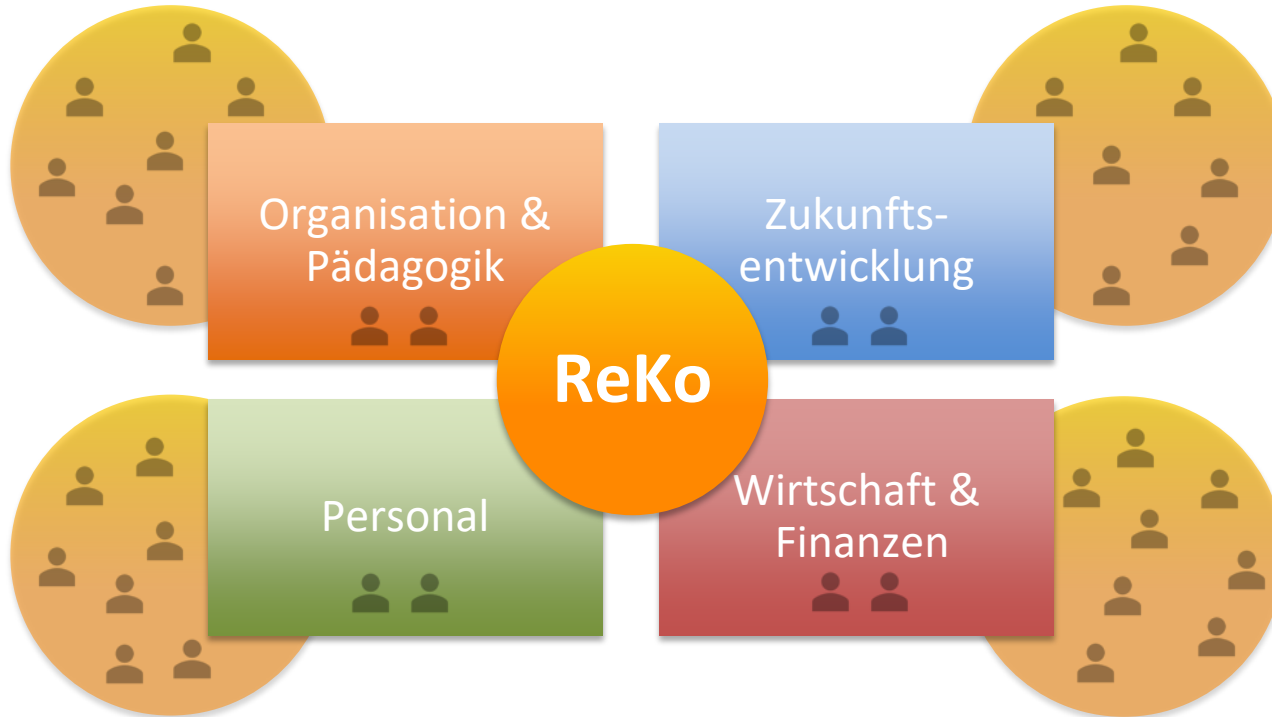 Organisation &
Pädagogik
Zukunfts-
entwicklung
ReKo
Personal
Wirtschaft &
Finanzen